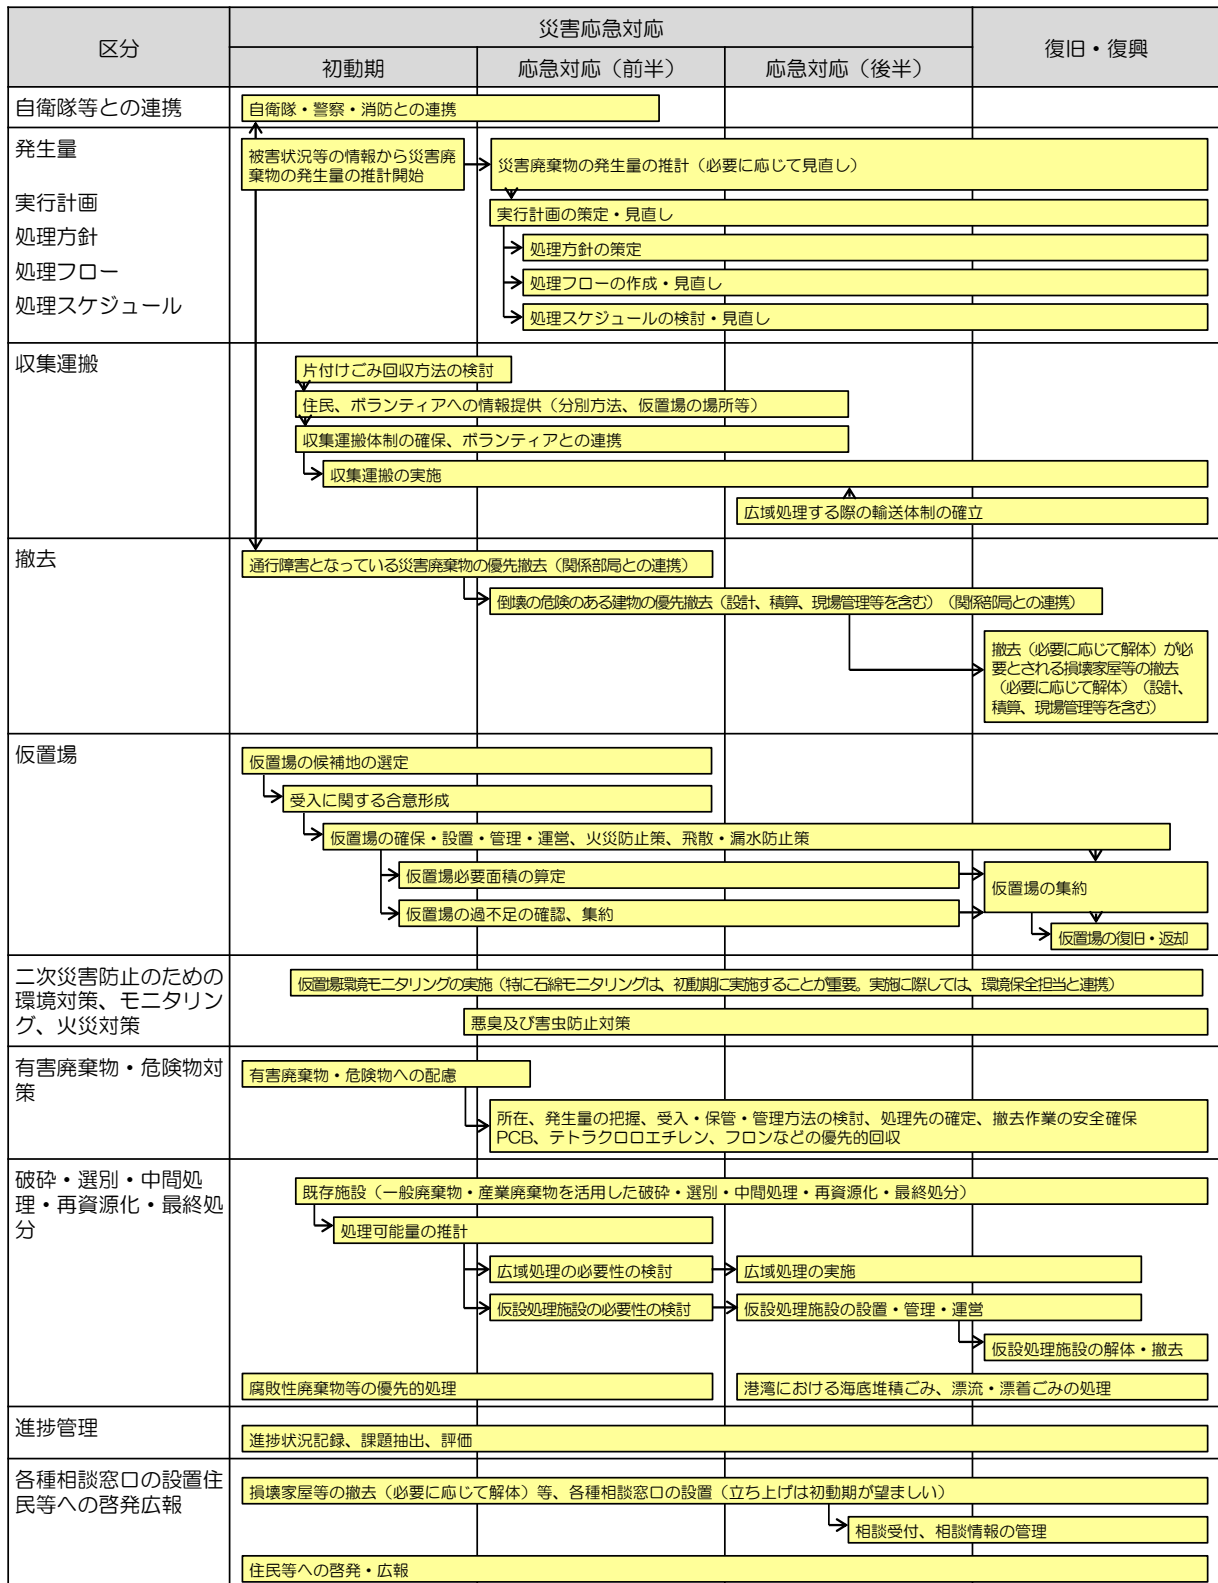 区分
災害応急対応
復旧・復興
初動期
応急対応（前半）
応急対応（後半）
自衛隊等との連携
自衛隊・警察・消防との連携
発生量
被害状況等の情報から災害廃
棄物の発生量の推計開始
災害廃棄物の発生量の推計（必要に応じて見直し）
実行計画
実行計画の策定・見直し
処理方針
処理方針の策定
処理フロー
処理フローの作成・見直し
処理スケジュール
処理スケジュールの検討・見直し
収集運搬
片付けごみ回収方法の検討
住民、ボランティアへの情報提供（分別方法、仮置場の場所等）
収集運搬体制の確保、ボランティアとの連携
収集運搬の実施
広域処理する際の輸送体制の確立
撤去
通行障害となっている災害廃棄物の優先撤去（関係部局との連携）
倒壊の危険のある建物の優先撤去（設計、積算、現場管理等を含む）（関係部局との連携）
撤去（必要に応じて解体）が必
要とされる損壊家屋等の撤去
（必要に応じて解体）（設計、
積算、現場管理等を含む）
仮置場
仮置場の候補地の選定
受入に関する合意形成
仮置場の確保・設置・管理・運営、火災防止策、飛散・漏水防止策
仮置場必要面積の算定
仮置場の集約
仮置場の過不足の確認、集約
仮置場の復旧・返却
二次災害防止のための
環境対策、モニタリン
グ、火災対策
仮置場環境モニタリングの実施（特に石綿モニタリングは、初動期に実施することが重要。実施に際しては、環境保全担当と連携）
悪臭及び害虫防止対策
有害廃棄物・危険物対
策
有害廃棄物・危険物への配慮
所在、発生量の把握、受入・保管・管理方法の検討、処理先の確定、撤去作業の安全確保
PCB、テトラクロロエチレン、フロンなどの優先的回収
破砕・選別・中間処
理・再資源化・最終処
分
既存施設（一般廃棄物・産業廃棄物を活用した破砕・選別・中間処理・再資源化・最終処分）
処理可能量の推計
広域処理の必要性の検討
広域処理の実施
仮設処理施設の必要性の検討
仮設処理施設の設置・管理・運営
仮設処理施設の解体・撤去
腐敗性廃棄物等の優先的処理
港湾における海底堆積ごみ、漂流・漂着ごみの処理
進捗管理
進捗状況記録、課題抽出、評価
各種相談窓口の設置住
民等への啓発広報
損壊家屋等の撤去（必要に応じて解体）等、各種相談窓口の設置（立ち上げは初動期が望ましい）
相談受付、相談情報の管理
住民等への啓発・広報